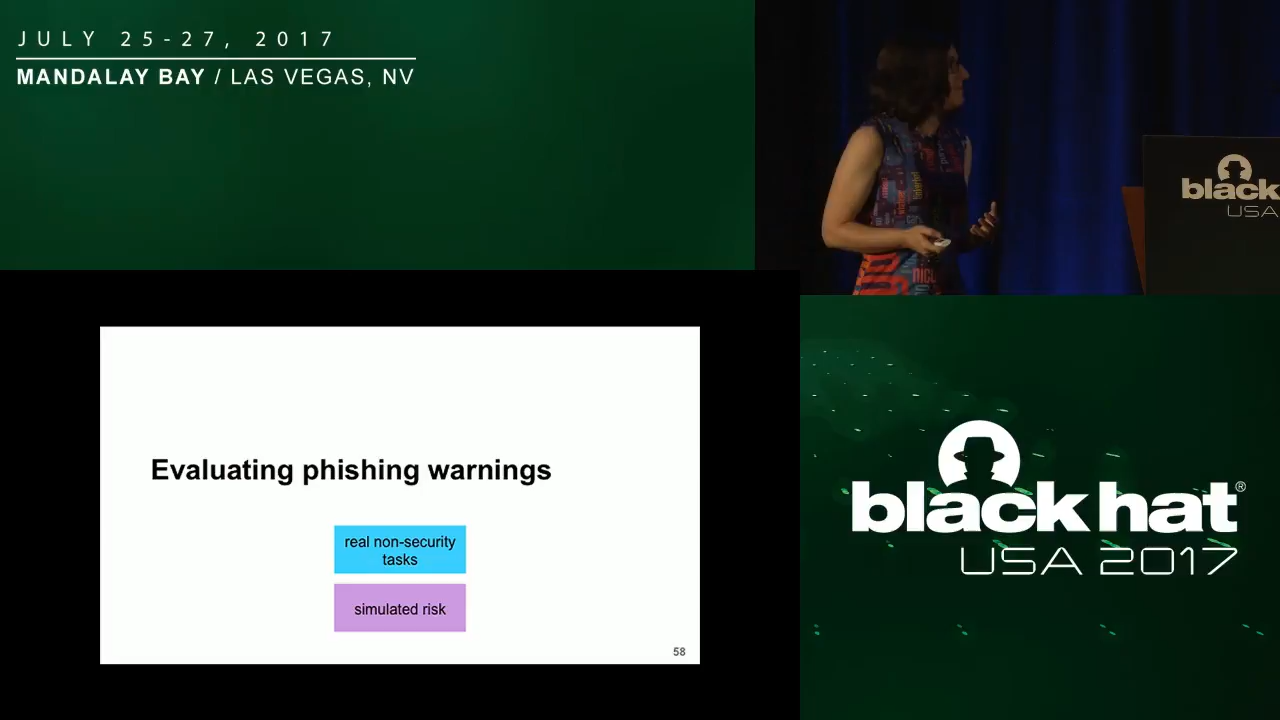 JULY 25-27, 2017
MANDALAY BAY / LAS VEGAS, NV
black
USA
Evaluating phishing warnings
real non-security
tasks
simulated risk
58
black hat®
USA 2017